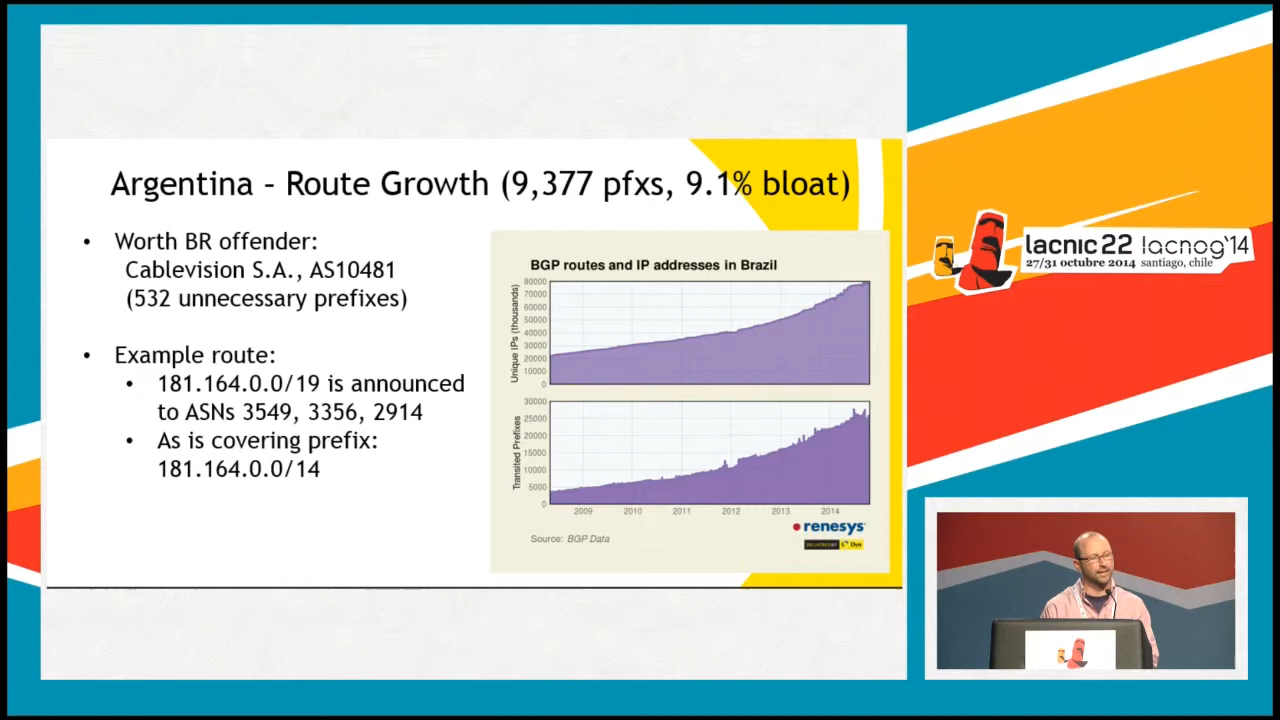 Argentina – Route Growth (9,377 pfxs, 9.1% bloat)
• Worth BR offender:
Cablevision S.A., AS10481
(532 unnecessary prefixes)
• Example route:
• 181.164.0.0/19 is announced
to ASNs 3549, 3356, 2914
• As is covering prefix:
181.164.0.0/14
BGP routes and IP addresses in Brazil
Unique IPs (thousands)
80000
70000
60000
50000
40000
30000
20000
10000
0
Transited Prefixes
30000
25000
20000
15000
10000
5000
0
2009 2010 2011 2012 2013 2014
renesys
Source: BGP Data
DELIVERED BY Dyn
lacnic 22 lacnog'14
27/31 octubre 2014 santiago, chile